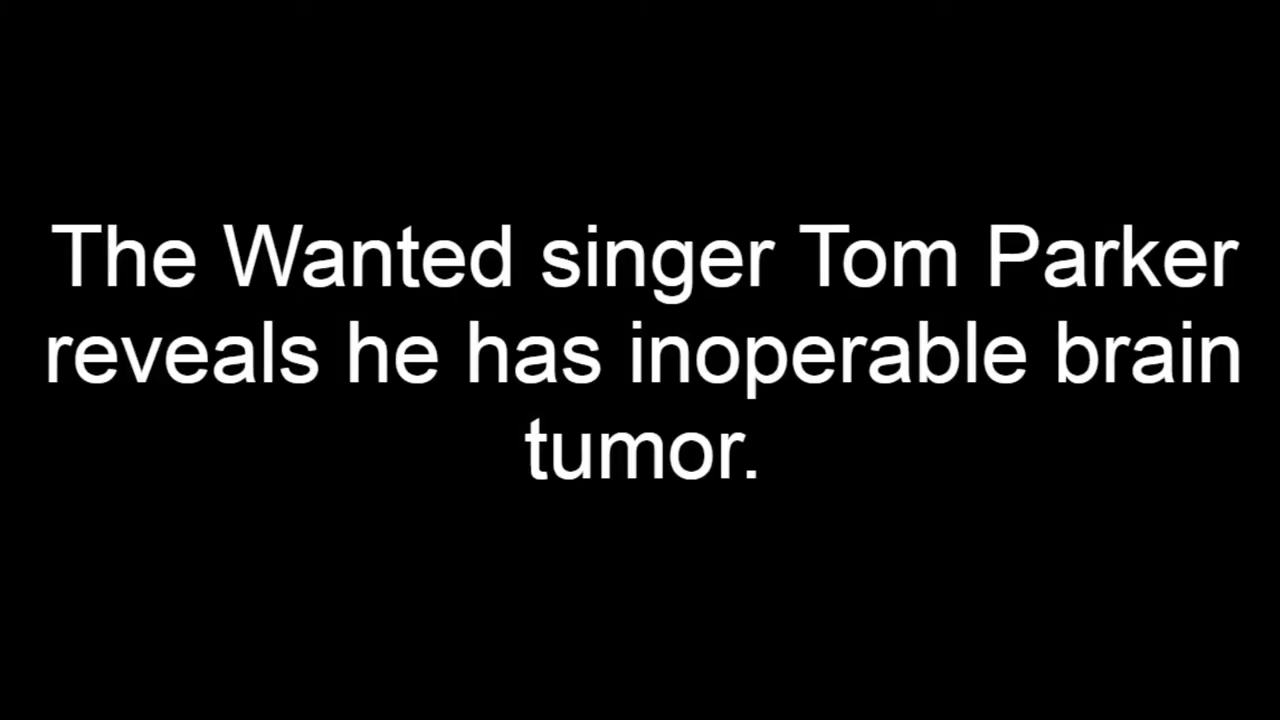 The Wanted singer Tom Parker
reveals he has inoperable brain
tumor.